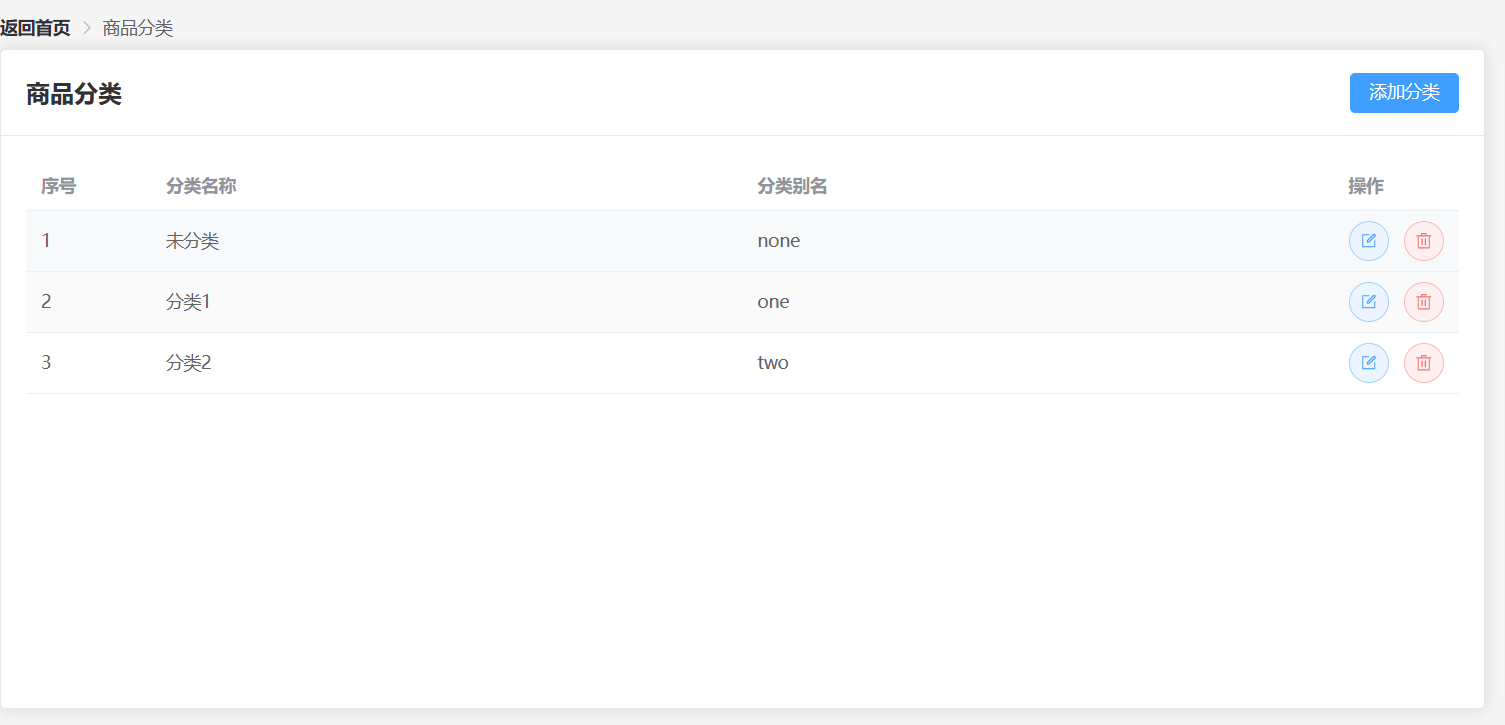 返回首页 > 商品分类
商品分类
添加分类
序号 分类名称 分类别名 操作
1 未分类 none
2 分类1 one
3 分类2 two